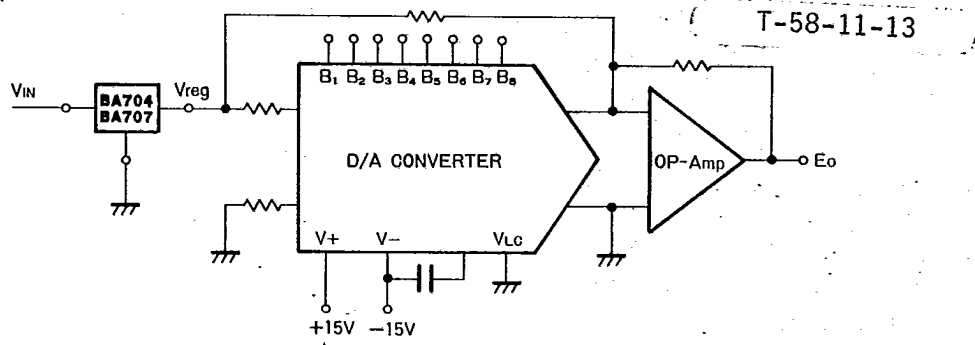 T-58-11-13
B1 B2 B3 B4 B5 B6 B7 B8
VIN
BA704
BA707
Vreg
D/A CONVERTER
OP-Amp
Eo
V+ V- VLC
+15V -15V